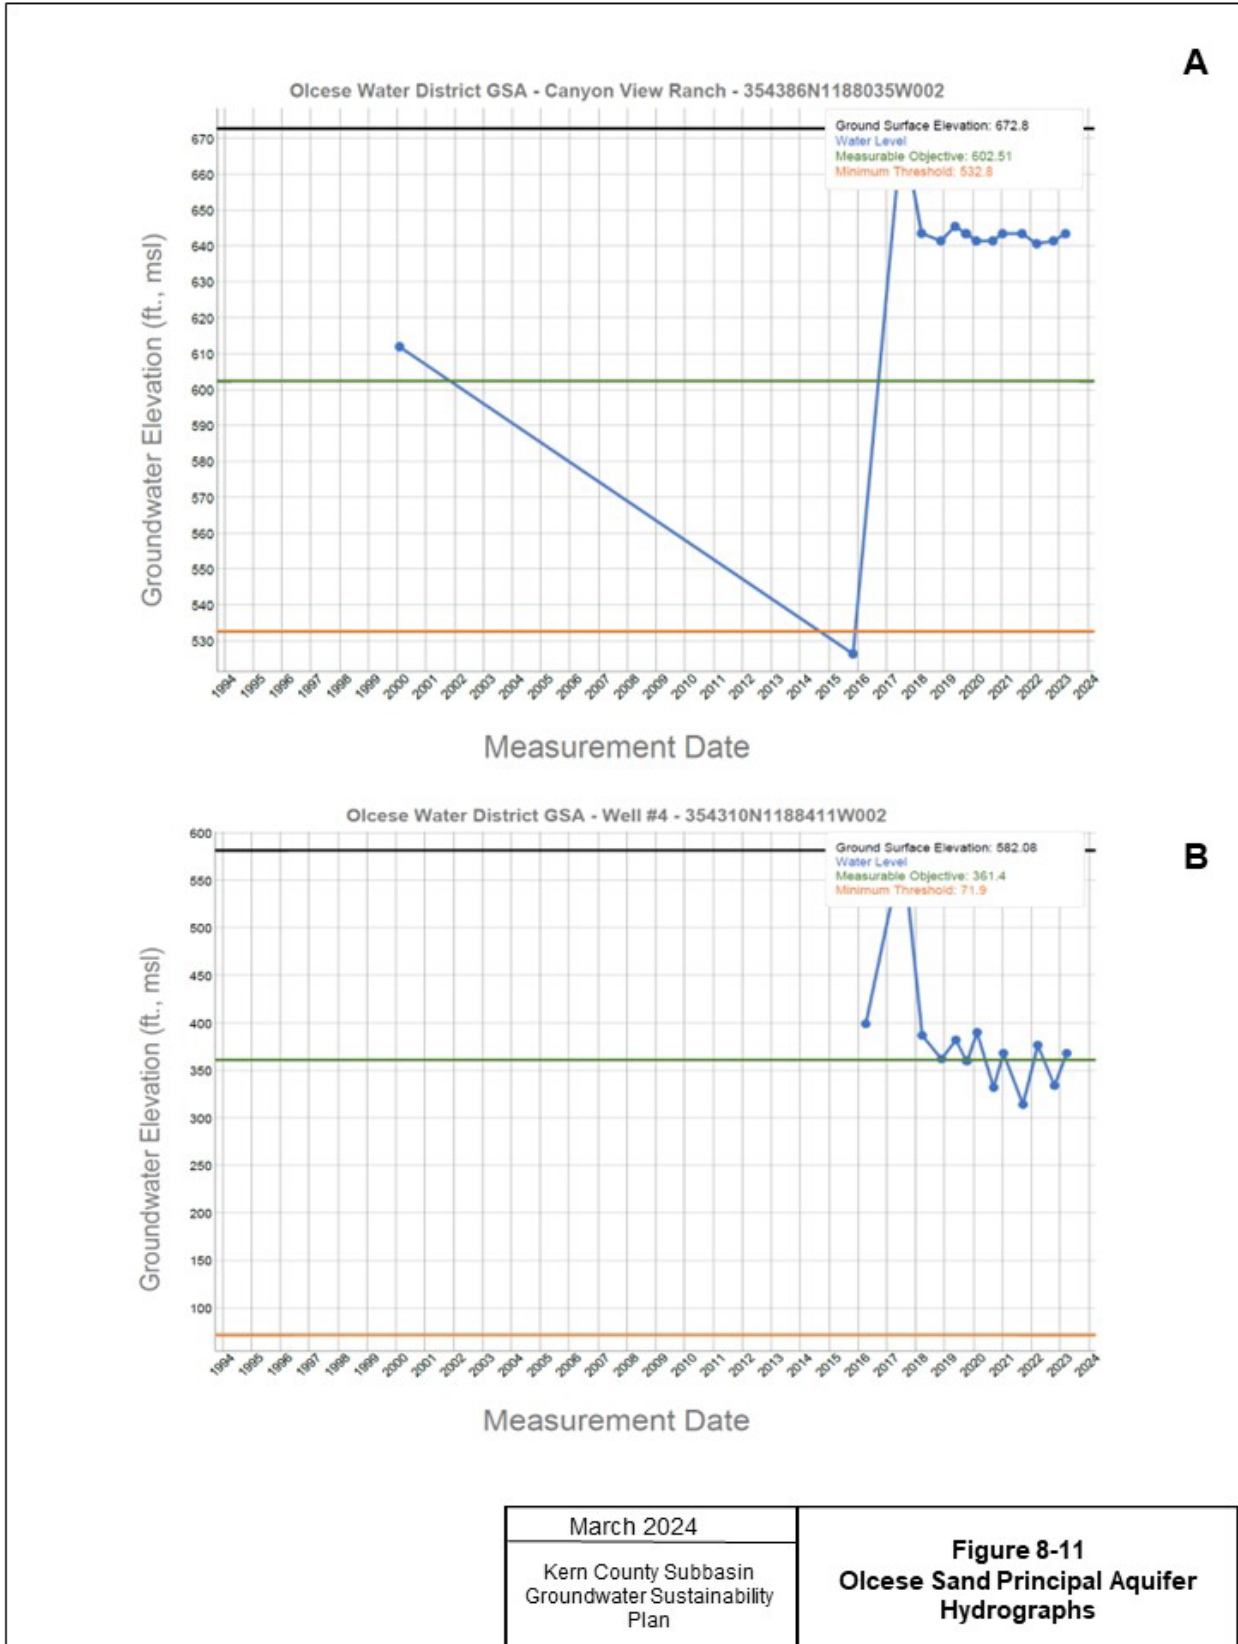 A
Olcese Water District GSA - Canyon View Ranch - 354386N1188035W002
Ground Surface Elevation: 672.8
Water Level
Measurable Objective: 602.51
Minimum Threshold: 532.8
Groundwater Elevation (ft., msl)
670
660
650
640
630
620
610
600
590
580
570
560
550
540
530
1994 1995 1996 1997 1998 1999 2000 2001 2002 2003 2004 2005 2006 2007 2008 2009 2010 2011 2012 2013 2014 2015 2016 2017 2018 2019 2020 2021 2022 2023 2024
Measurement Date
Olcese Water District GSA - Well #4 - 354310N1188411W002
B
Ground Surface Elevation: 582.08
Water Level
Measurable Objective: 361.4
Minimum Threshold: 71.9
Groundwater Elevation (ft., msl)
600
550
500
450
400
350
300
250
200
150
100
1994 1995 1996 1997 1998 1999 2000 2001 2002 2003 2004 2005 2006 2007 2008 2009 2010 2011 2012 2013 2014 2015 2016 2017 2018 2019 2020 2021 2022 2023 2024
Measurement Date
March 2024
Kern County Subbasin
Groundwater Sustainability
Plan
Figure 8-11
Olcese Sand Principal Aquifer
Hydrographs